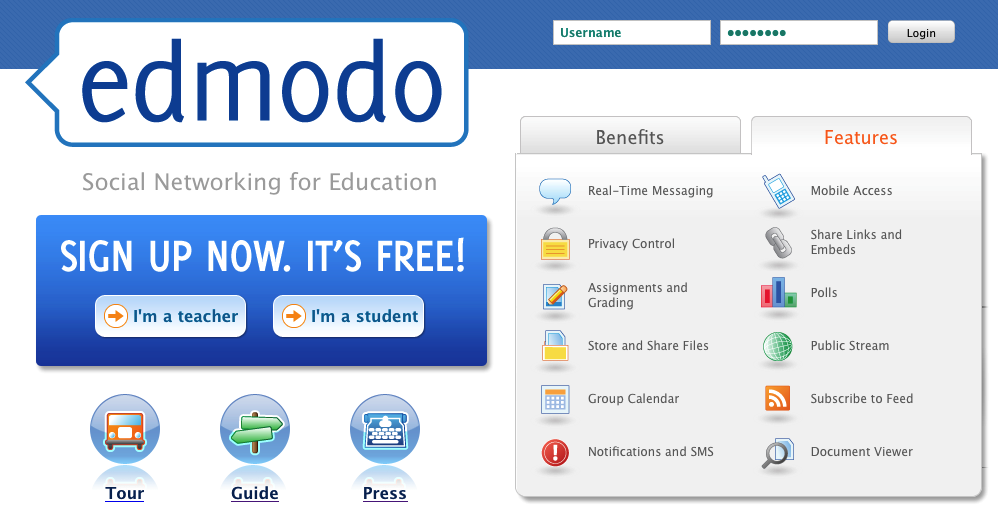 Username
Login
edmodo
Social Networking for Education
SIGN UP NOW. IT'S FREE!
I'm a teacher
I'm a student
Tour
Guide
Press
Benefits
Features
Real-Time Messaging
Privacy Control
Assignments and
Grading
Store and Share Files
Group Calendar
Notifications and SMS
Mobile Access
Share Links and
Embeds
Polls
Public Stream
Subscribe to Feed
Document Viewer